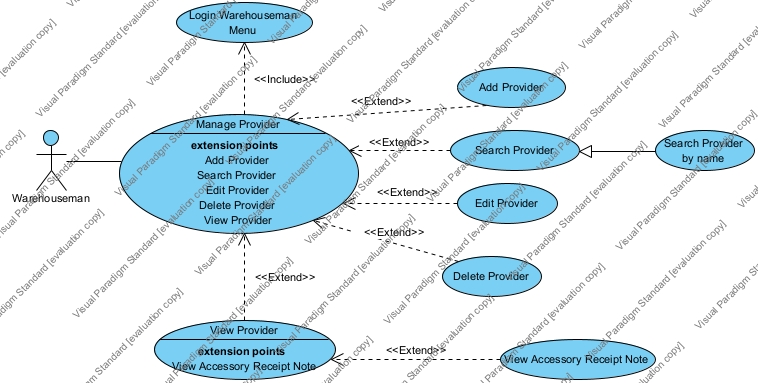 Login Warehouseman
Menu
<<Include>>
Add Provider
<<Extend>>
Manage Provider
extension points
Add Provider
Search Provider
Edit Provider
Delete Provider
View Provider
<<Extend>>
Search Provider
Search Provider
by name
Warehouseman
<<Extend>>
Edit Provider
<<Extend>>
Delete Provider
<<Extend>>
View Provider
extension points
View Accessory Receipt Note
<<Extend>>
View Accessory Receipt Note
Visual Paradigm Standard [evaluation copy]